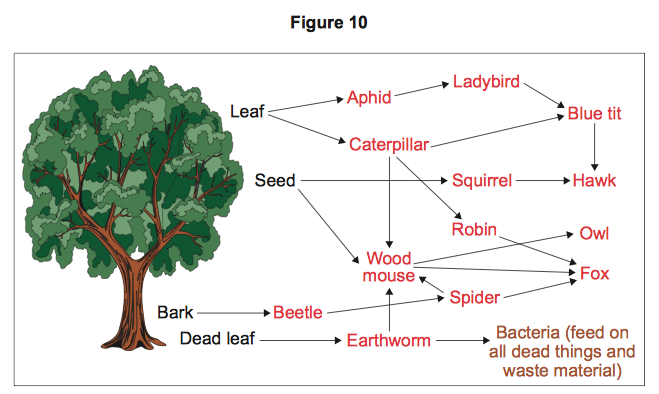 Figure 10
Ladybird
Aphid
Leaf
Blue tit
Caterpillar
Seed
Squirrel
Hawk
Robin
Owl
Wood
mouse
Fox
Spider
Bark
Beetle
Dead leaf
Earthworm
Bacteria (feed on
all dead things and
waste material)